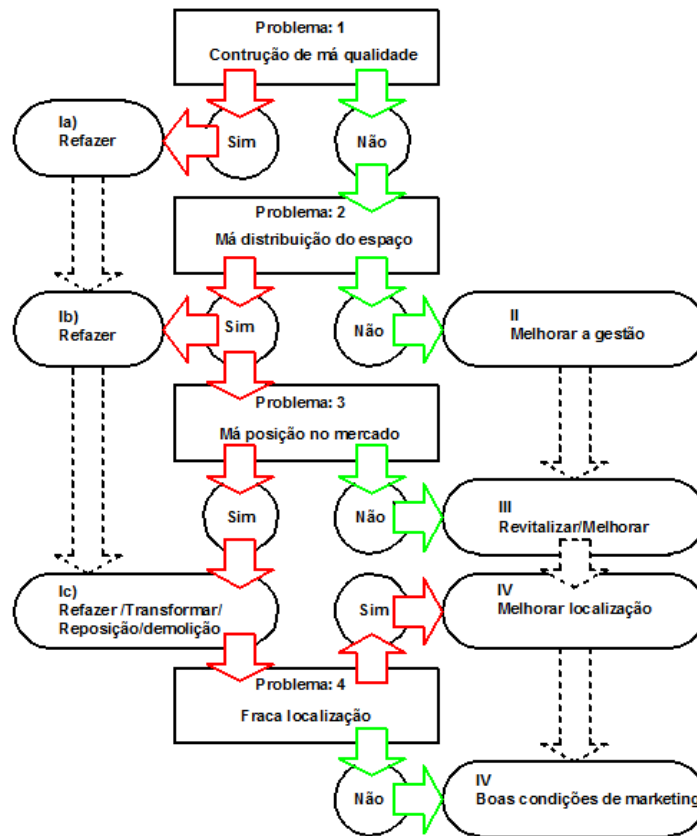 Problema: 1
Contrução de má qualidade
Ia)
Refazer
Sim
Não
Problema: 2
Má distribuição do espaço
Ib)
Refazer
Sim
Não
II
Melhorar a gestão
Problema: 3
Má posição no mercado
Sim
Não
III
Revitalizar/Melhorar
Ic)
Refazer /Transformar/
Reposição/demolição
Sim
IV
Melhorar localização
Problema: 4
Fraca localização
Não
IV
Boas condições de marketing